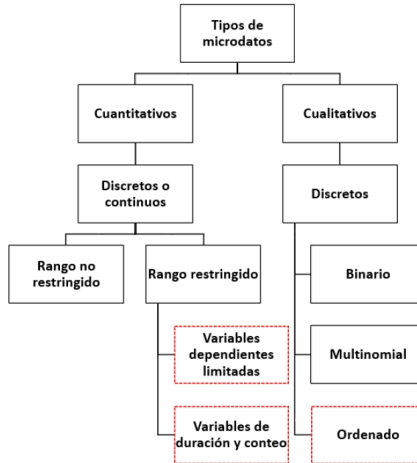 Tipos de
microdatos
Cuantitativos
Cualitativos
Discretos o
continuos
Discretos
Rango no
restringido
Rango restringido
Binario
Variables
dependientes
limitadas
Multinomial
Variables de
duración y conteo
Ordenado